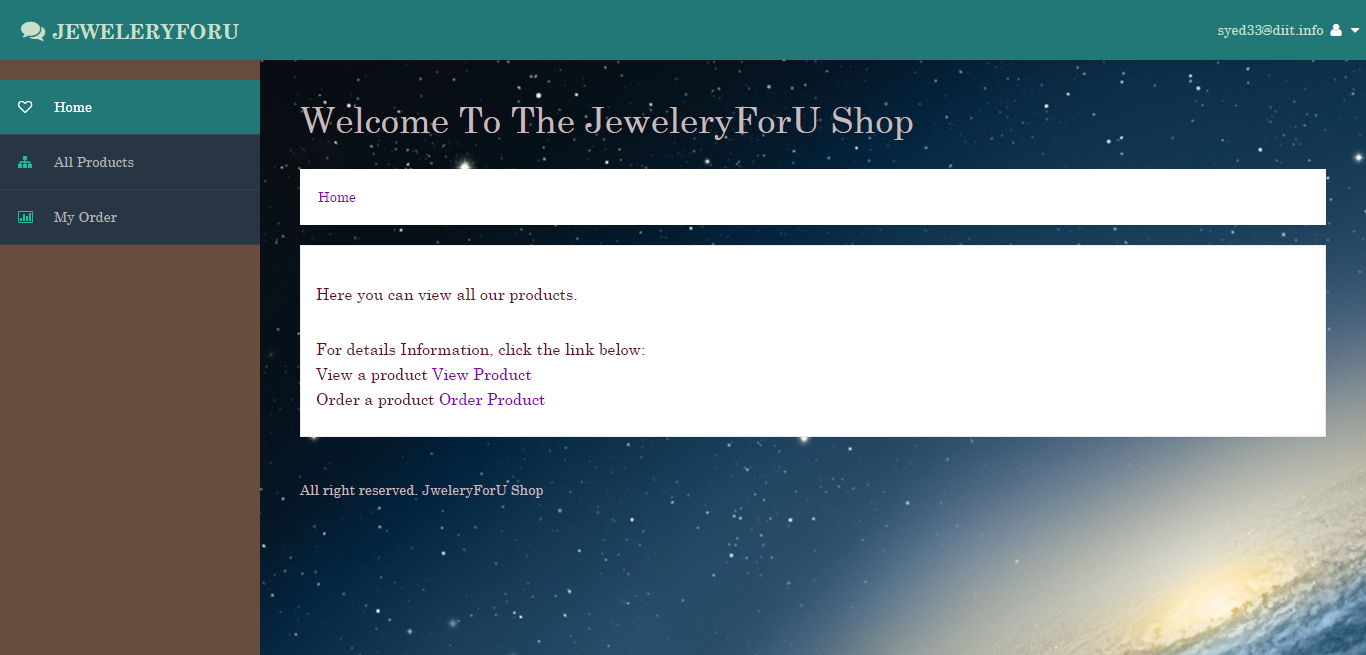 JEWELERYFORU
syed33@diit.info
Home
All Products
My Order
Welcome To The JeweleryForU Shop
Home
Here you can view all our products.
For details Information, click the link below:
View a product View Product
Order a product Order Product
All right reserved. JweleryForU Shop